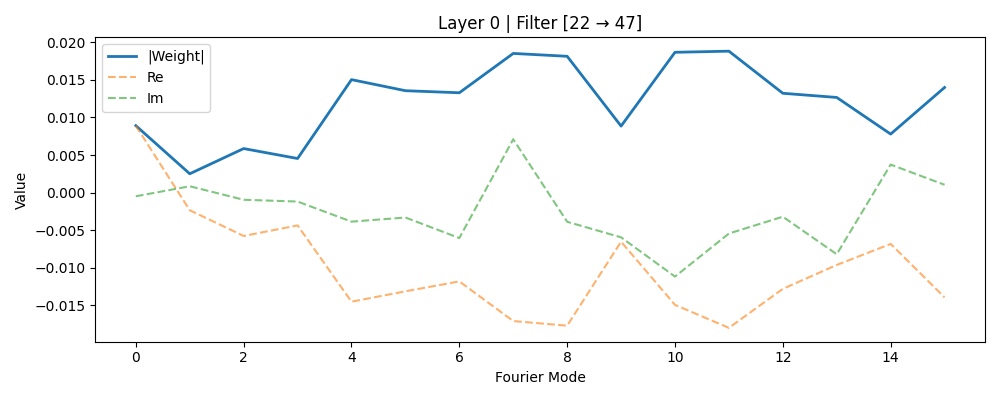 Layer 0 | Filter [22 → 47]
|Weight|
Re
Im
Value
0.020
0.015
0.010
0.005
0.000
−0.005
−0.010
−0.015
0 2 4 6 8 10 12 14
Fourier Mode